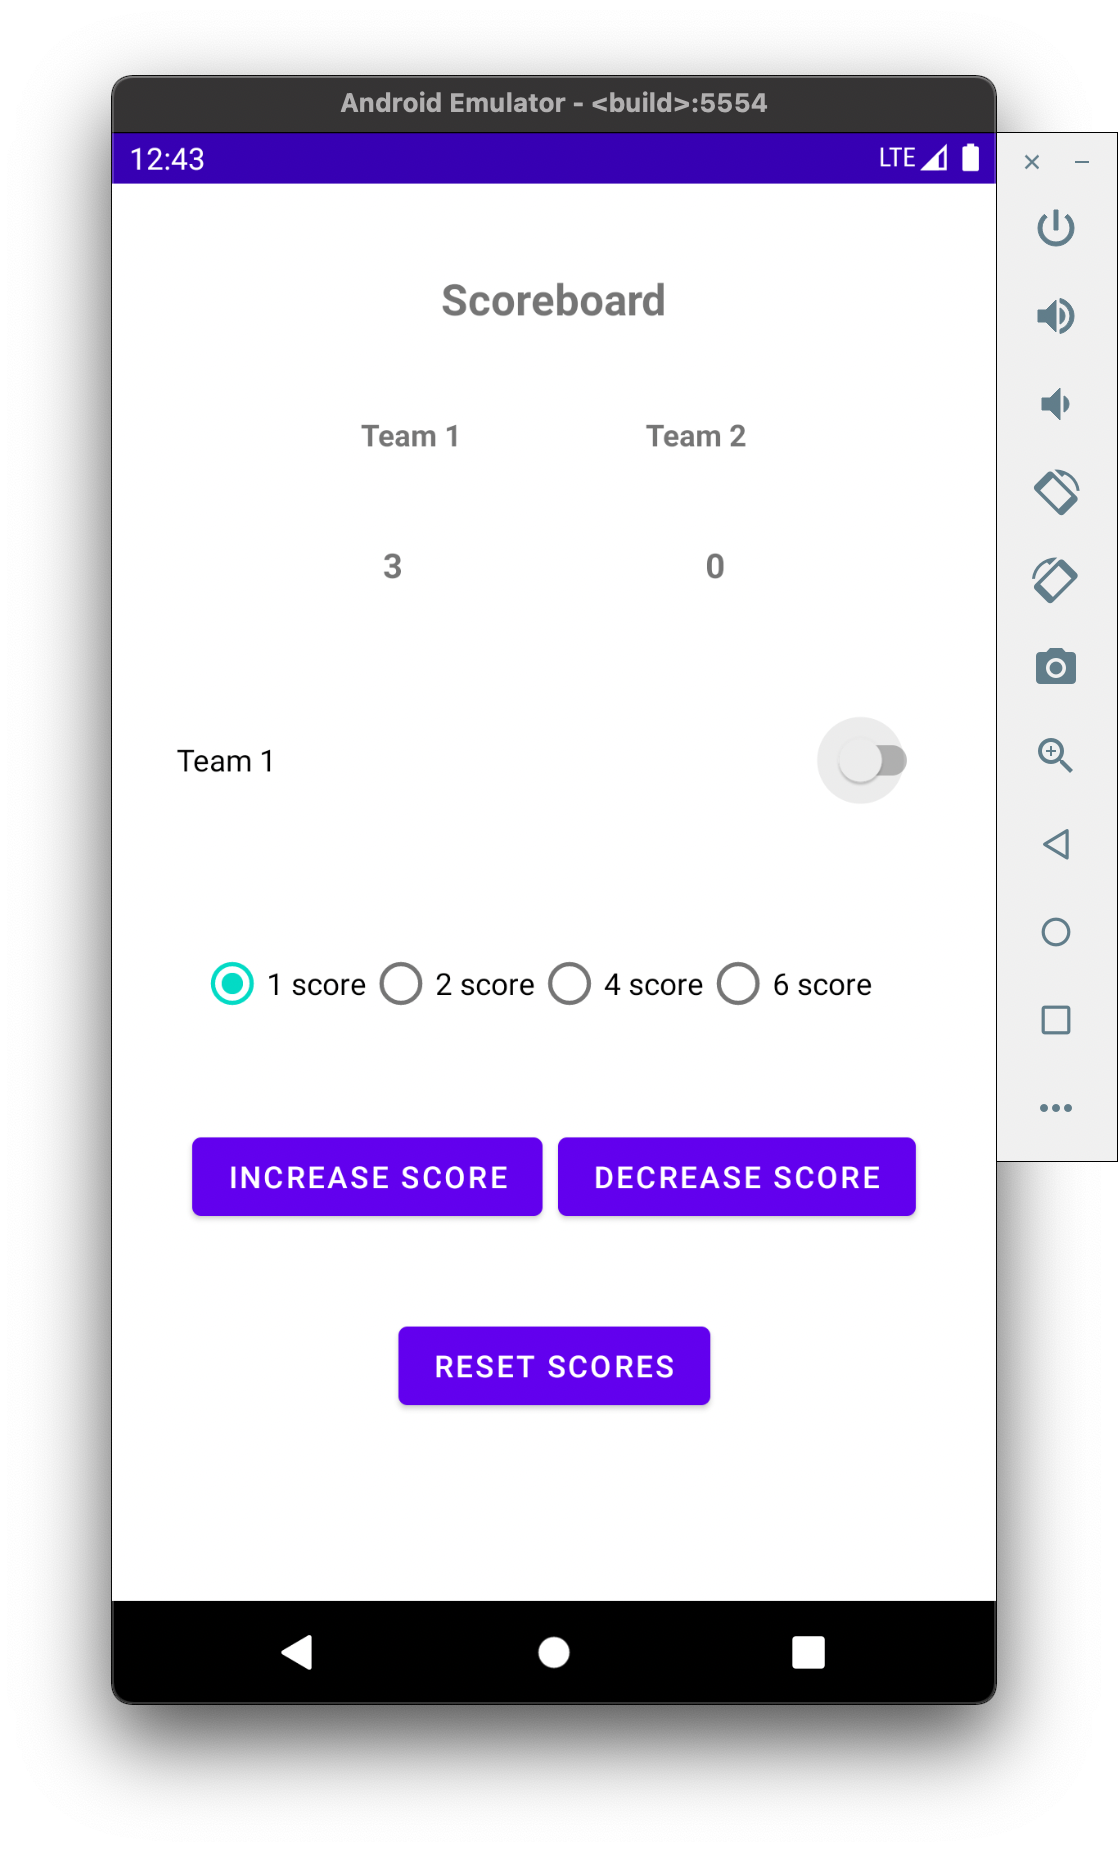 Android Emulator - <build>:5554
12:43 LTE
Scoreboard
Team 1 Team 2
3 0
Team 1
1 score 2 score 4 score 6 score
INCREASE SCORE DECREASE SCORE
RESET SCORES